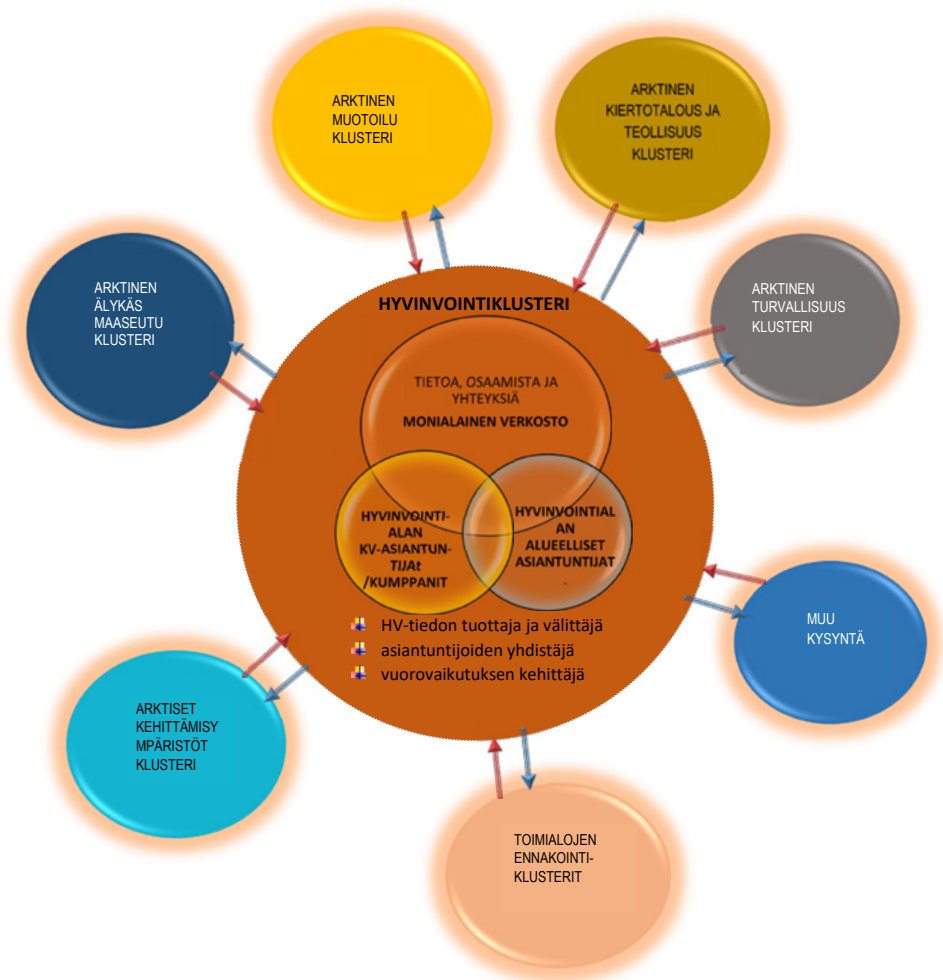 ARKTINEN
MUOTOILU
KLUSTERI
ARKTINEN
KIERTOTALOUS JA
TEOLLISUUS
KLUSTERI
ARKTINEN
ÄLYKÄS
MAASEUTU
KLUSTERI
ARKTINEN
TURVALLISUUS
KLUSTERI
HYVINVOINTIKLUSTERI
TIETOA, OSAAMISTA JA
YHTEYKSIÄ
MONIALAINEN VERKOSTO
HYVINVOINTI-
ALAN
KV-ASIANTUN-
TIJAt
/KUMPPANIT
HYVINVOINTIAL
AN
ALUEELLISET
ASIANTUNTIJAT
.
HV-tiedon tuottaja ja välittäjä
asiantuntijoiden yhdistäjä
vuorovaikutuksen kehittäjä
MUU
KYSYNTÄ
ARKTISET
KEHITTÄMISY
MPÄRISTÖT
KLUSTERI
TOIMIALOJEN
ENNAKOINTI-
KLUSTERIT